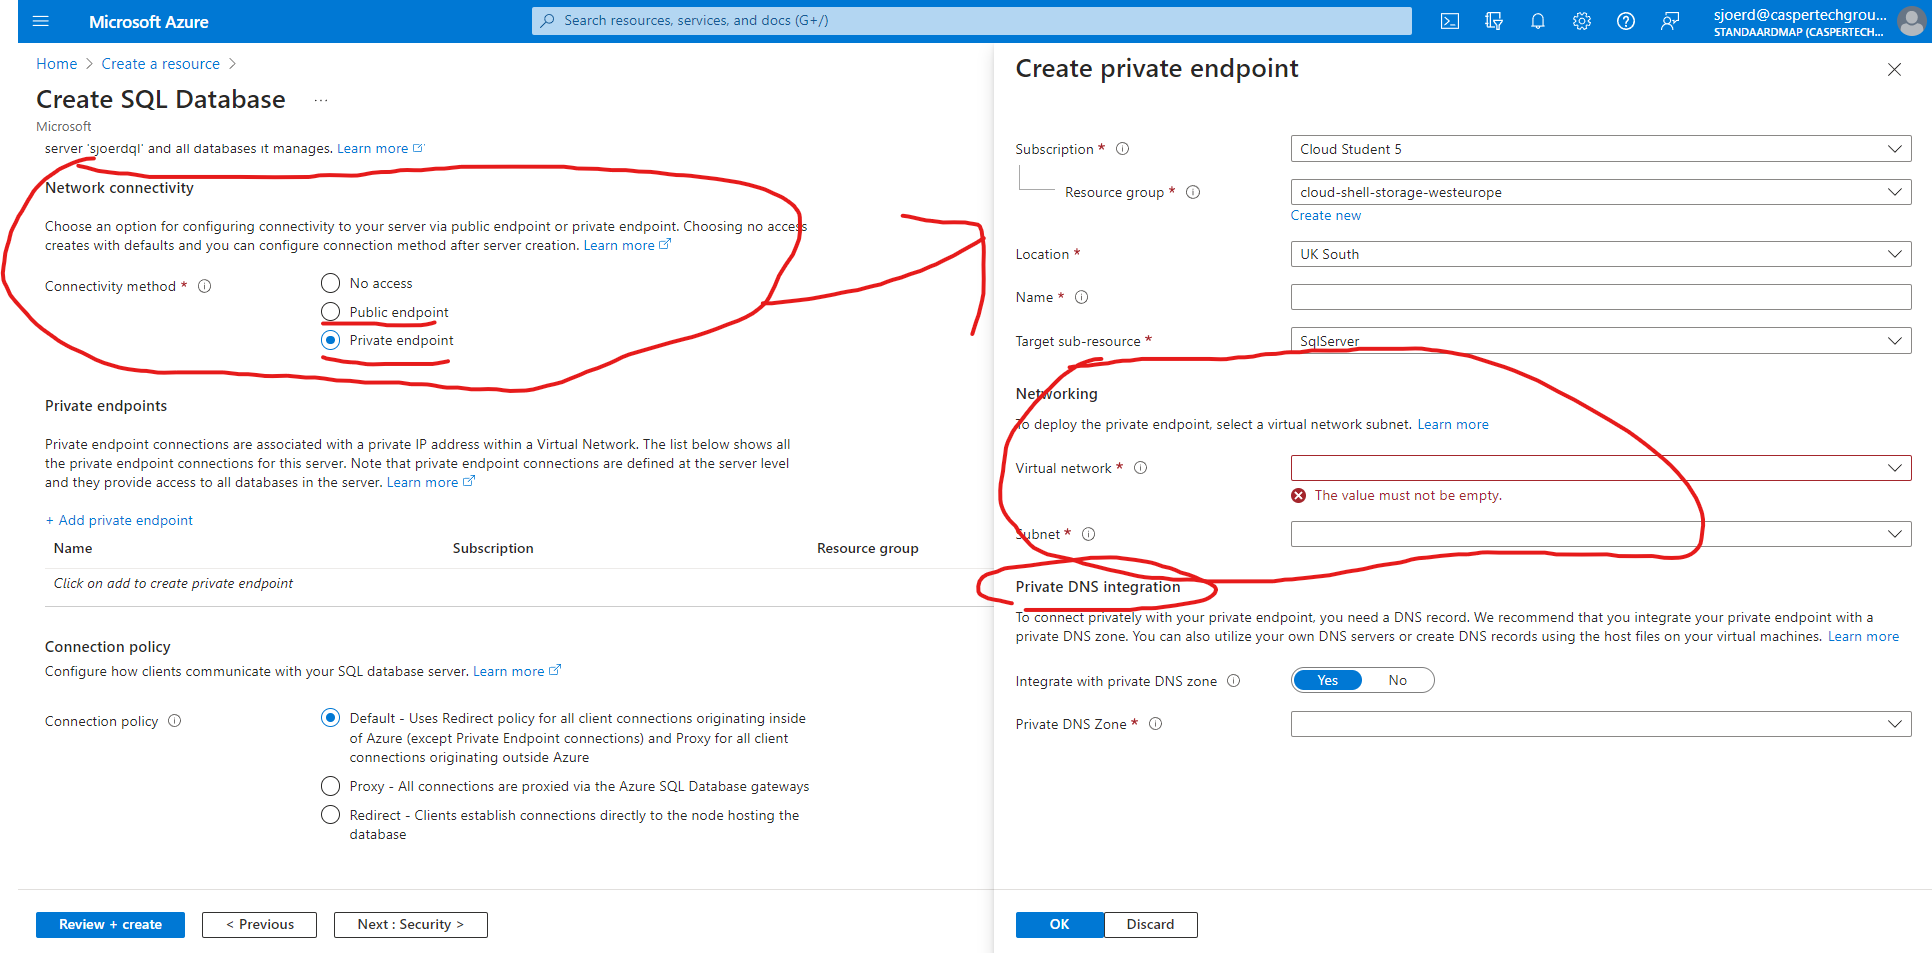 Microsoft Azure
Search resources, services, and docs (G+/)
sjoerd@caspertechgrou...
STANDAARDMAP (CASPERTECH...
Home > Create a resource >
Create SQL Database ...
Microsoft
server 'sjoerdql' and all databases it manages. Learn more
Network connectivity
Choose an option for configuring connectivity to your server via public endpoint or private endpoint. Choosing no access
creates with defaults and you can configure connection method after server creation. Learn more
Connectivity method *
No access
Public endpoint
Private endpoint
Private endpoints
Private endpoint connections are associated with a private IP address within a Virtual Network. The list below shows all
the private endpoint connections for this server. Note that private endpoint connections are defined at the server level
and they provide access to all databases in the server. Learn more
+ Add private endpoint
Name Subscription Resource group
Click on add to create private endpoint
Connection policy
Configure how clients communicate with your SQL database server. Learn more
Connection policy
Default - Uses Redirect policy for all client connections originating inside
of Azure (except Private Endpoint connections) and Proxy for all client
connections originating outside Azure
Proxy - All connections are proxied via the Azure SQL Database gateways
Redirect - Clients establish connections directly to the node hosting the
database
Review + create
< Previous
Next : Security >
Create private endpoint
Subscription * Cloud Student 5
Resource group * cloud-shell-storage-westeurope
Create new
Location * UK South
Name *
Target sub-resource * SqlServer
Networking
To deploy the private endpoint, select a virtual network subnet. Learn more
Virtual network *
The value must not be empty.
Subnet *
Private DNS integration
To connect privately with your private endpoint, you need a DNS record. We recommend that you integrate your private endpoint with a
private DNS zone. You can also utilize your own DNS servers or create DNS records using the host files on your virtual machines. Learn more
Integrate with private DNS zone Yes No
Private DNS Zone *
OK
Discard